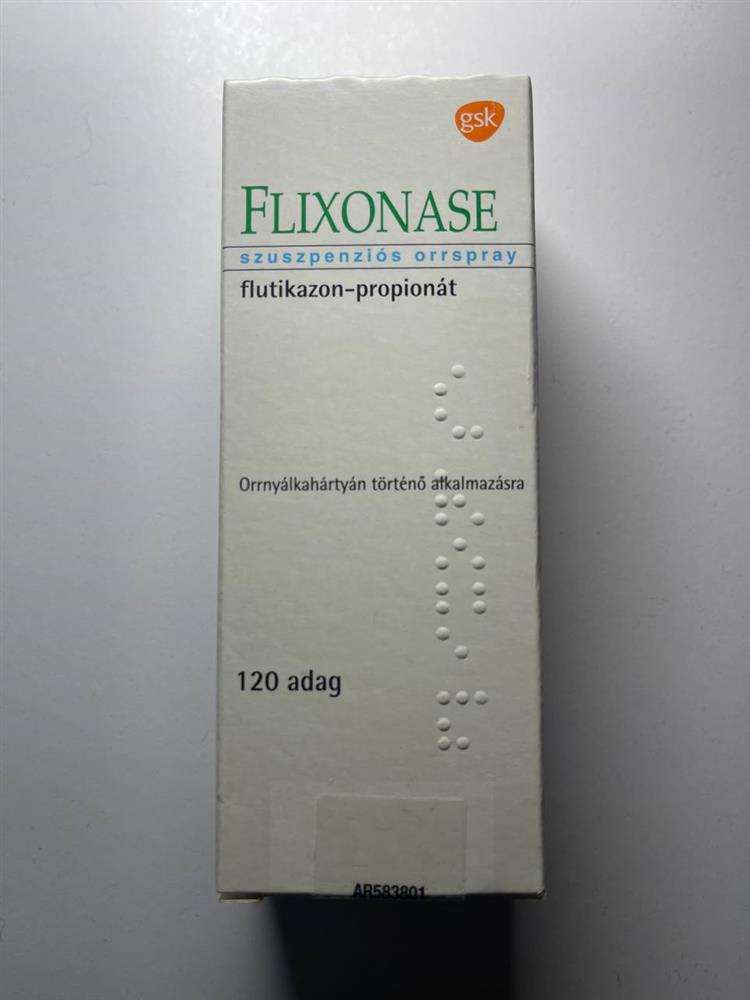 gsk
FLIXONASE
szuszpenziós orrspray
flutikazon-propionát
Orrnyálkahártyán történő alkalmazásra
120 adag
AR583801